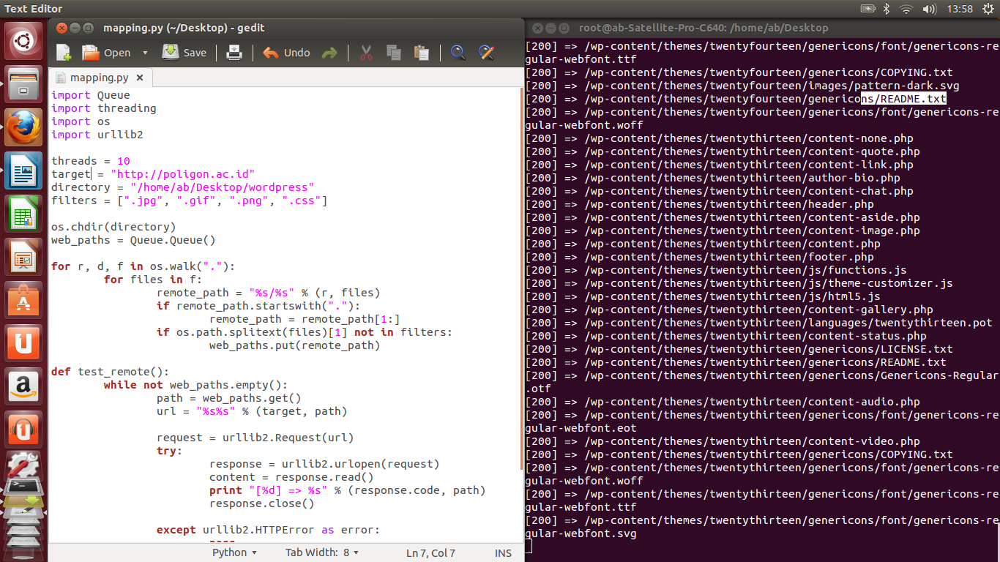 Text Editor
13:58
mapping.py (~/Desktop) - gedit
Open
Save
Undo
mapping.py
import Queue
import threading
import os
import urllib2
threads = 10
target = "http://poligon.ac.id"
directory = "/home/ab/Desktop/wordpress"
filters = [".jpg", ".gif", ".png", ".css"]
os.chdir(directory)
web_paths = Queue.Queue()
for r, d, f in os.walk("."):
for files in f:
remote_path = "%s/%s" % (r, files)
if remote_path.startswith("."):
remote_path = remote_path[1:]
if os.path.splitext(files)[1] not in filters:
web_paths.put(remote_path)
def test_remote():
while not web_paths.empty():
path = web_paths.get()
url = "%s%s" % (target, path)
request = urllib2.Request(url)
try:
response = urllib2.urlopen(request)
content = response.read()
print "[%d] => %s" % (response.code, path)
response.close()
except urllib2.HTTPError as error:
Python
Tab Width: 8
Ln 7, Col 7
INS
root@ab-Satellite-Pro-C640: /home/ab/Desktop
[200] => /wp-content/themes/twentyfourteen/genericons/font/genericons-re
gular-webfont.ttf
[200] => /wp-content/themes/twentyfourteen/genericons/COPYING.txt
[200] => /wp-content/themes/twentyfourteen/images/pattern-dark.svg
[200] => /wp-content/themes/twentyfourteen/genericons/README.txt
[200] => /wp-content/themes/twentyfourteen/genericons/font/genericons-re
gular-webfont.woff
[200] => /wp-content/themes/twentythirteen/content-none.php
[200] => /wp-content/themes/twentythirteen/content-quote.php
[200] => /wp-content/themes/twentythirteen/content-link.php
[200] => /wp-content/themes/twentythirteen/author-bio.php
[200] => /wp-content/themes/twentythirteen/content-chat.php
[200] => /wp-content/themes/twentythirteen/header.php
[200] => /wp-content/themes/twentythirteen/content-aside.php
[200] => /wp-content/themes/twentythirteen/content-image.php
[200] => /wp-content/themes/twentythirteen/content.php
[200] => /wp-content/themes/twentythirteen/footer.php
[200] => /wp-content/themes/twentythirteen/js/functions.js
[200] => /wp-content/themes/twentythirteen/js/theme-customizer.js
[200] => /wp-content/themes/twentythirteen/js/html5.js
[200] => /wp-content/themes/twentythirteen/content-gallery.php
[200] => /wp-content/themes/twentythirteen/languages/twentythirteen.pot
[200] => /wp-content/themes/twentythirteen/content-status.php
[200] => /wp-content/themes/twentythirteen/genericons/LICENSE.txt
[200] => /wp-content/themes/twentythirteen/genericons/README.txt
[200] => /wp-content/themes/twentythirteen/genericons/Genericons-Regular
.otf
[200] => /wp-content/themes/twentythirteen/content-audio.php
[200] => /wp-content/themes/twentythirteen/genericons/font/genericons-re
gular-webfont.eot
[200] => /wp-content/themes/twentythirteen/content-video.php
[200] => /wp-content/themes/twentythirteen/genericons/COPYING.txt
[200] => /wp-content/themes/twentythirteen/genericons/font/genericons-re
gular-webfont.woff
[200] => /wp-content/themes/twentythirteen/genericons/font/genericons-re
gular-webfont.ttf
[200] => /wp-content/themes/twentythirteen/genericons/font/genericons-re
gular-webfont.svg